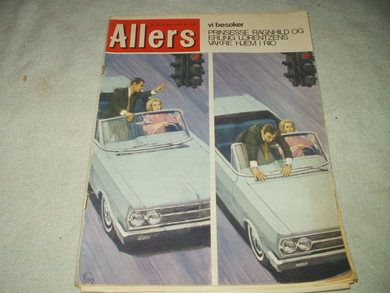 Allers
vi besøker
PRINSESSE RAGNHILD OG
ERLING LORENTZENS
VAKRE HJEM I RIO